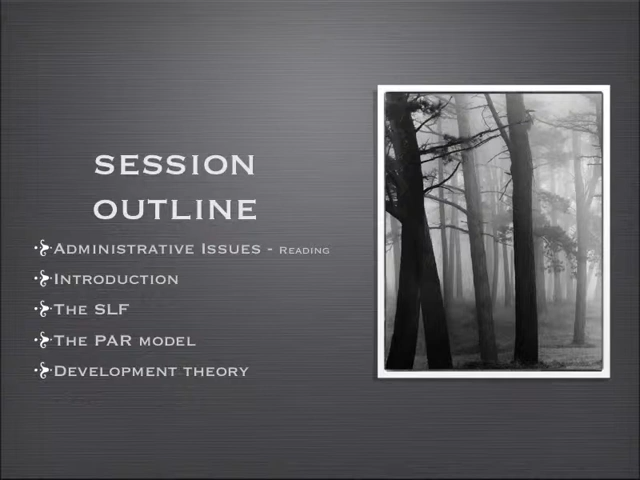 SESSION
OUTLINE
Administrative Issues - Reading
Introduction
The SLF
The PAR model
Development theory